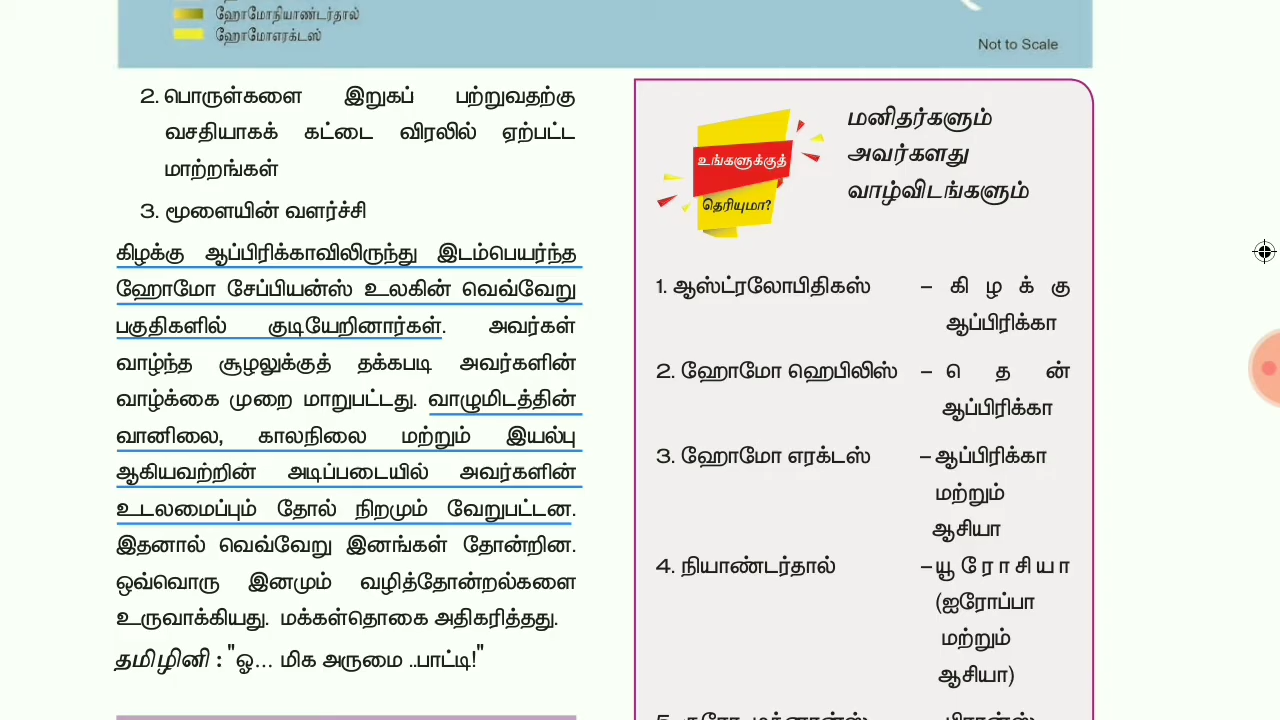 ஹோமோநியாண்டர்தால்
ஹோமோஎரக்டஸ்
Not to Scale
2. பொருள்களை இறுகப் பற்றுவதற்கு
வசதியாகக் கட்டை விரலில் ஏற்பட்ட
மாற்றங்கள்
3. மூளையின் வளர்ச்சி
கிழக்கு ஆப்பிரிக்காவிலிருந்து இடம்பெயர்ந்த
ஹோமோ சேப்பியன்ஸ் உலகின் வெவ்வேறு
பகுதிகளில் குடியேறினார்கள். அவர்கள்
வாழ்ந்த சூழலுக்குத் தக்கபடி அவர்களின்
வாழ்க்கை முறை மாறுபட்டது. வாழுமிடத்தின்
வானிலை, காலநிலை மற்றும் இயல்பு
ஆகியவற்றின் அடிப்படையில் அவர்களின்
உடலமைப்பும் தோல் நிறமும் வேறுபட்டன.
இதனால் வெவ்வேறு இனங்கள் தோன்றின.
ஒவ்வொரு இனமும் வழித்தோன்றல்களை
உருவாக்கியது. மக்கள்தொகை அதிகரித்தது.
தமிழினி : "ஓ... மிக அருமை ..பாட்டி!"
உங்களுக்குத்
தெரியுமா?
மனிதர்களும்
அவர்களது
வாழ்விடங்களும்
1. ஆஸ்ட்ரலோபிதிகஸ் – கிழக்கு
ஆப்பிரிக்கா
2. ஹோமோ ஹெபிலிஸ் – தென்
ஆப்பிரிக்கா
3. ஹோமோ எரக்டஸ் – ஆப்பிரிக்கா
மற்றும்
ஆசியா
4. நியாண்டர்தால் – யூரோசியா
(ஐரோப்பா
மற்றும்
ஆசியா)